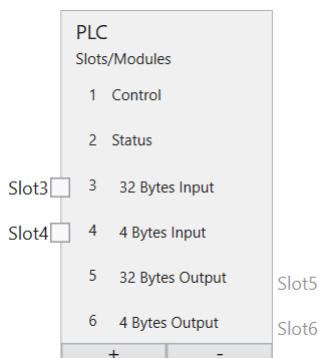 PLC
Slots/Modules
1 Control
2 Status
Slot3 3 32 Bytes Input
Slot4 4 4 Bytes Input
5 32 Bytes Output Slot5
6 4 Bytes Output Slot6
+ -